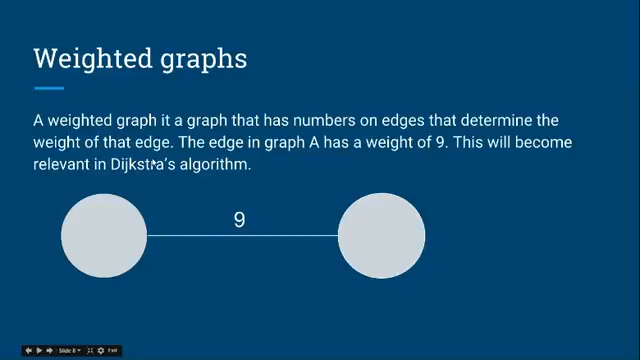 Weighted graphs
A weighted graph it a graph that has numbers on edges that determine the
weight of that edge. The edge in graph A has a weight of 9. This will become
relevant in Dijkstra's algorithm.
9
Slide 8
Exit